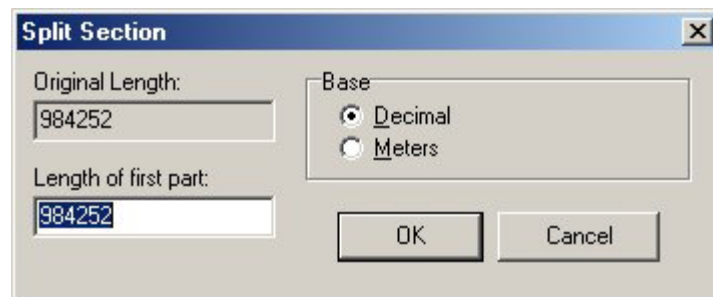 Split Section
Original Length:
984252
Length of first part:
984252
Base
Decimal
Meters
OK
Cancel